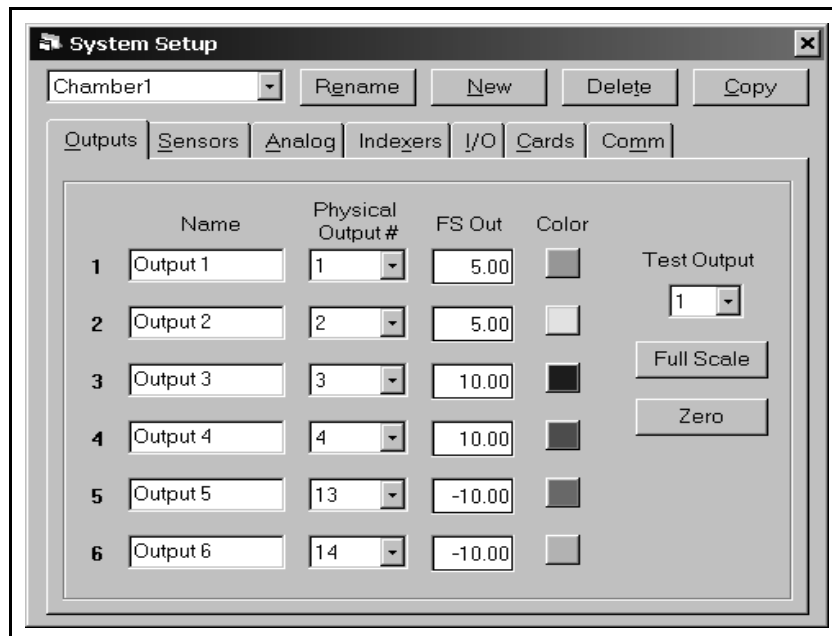 System Setup
Chamber1 Rename New Delete Copy
Outputs Sensors Analog Indexers I/O Cards Comm
Name Physical Output # FS Out Color
1 Output 1 1 5.00
Test Output
1
2 Output 2 2 5.00
Full Scale
3 Output 3 3 10.00
Zero
4 Output 4 4 10.00
5 Output 5 13 -10.00
6 Output 6 14 -10.00